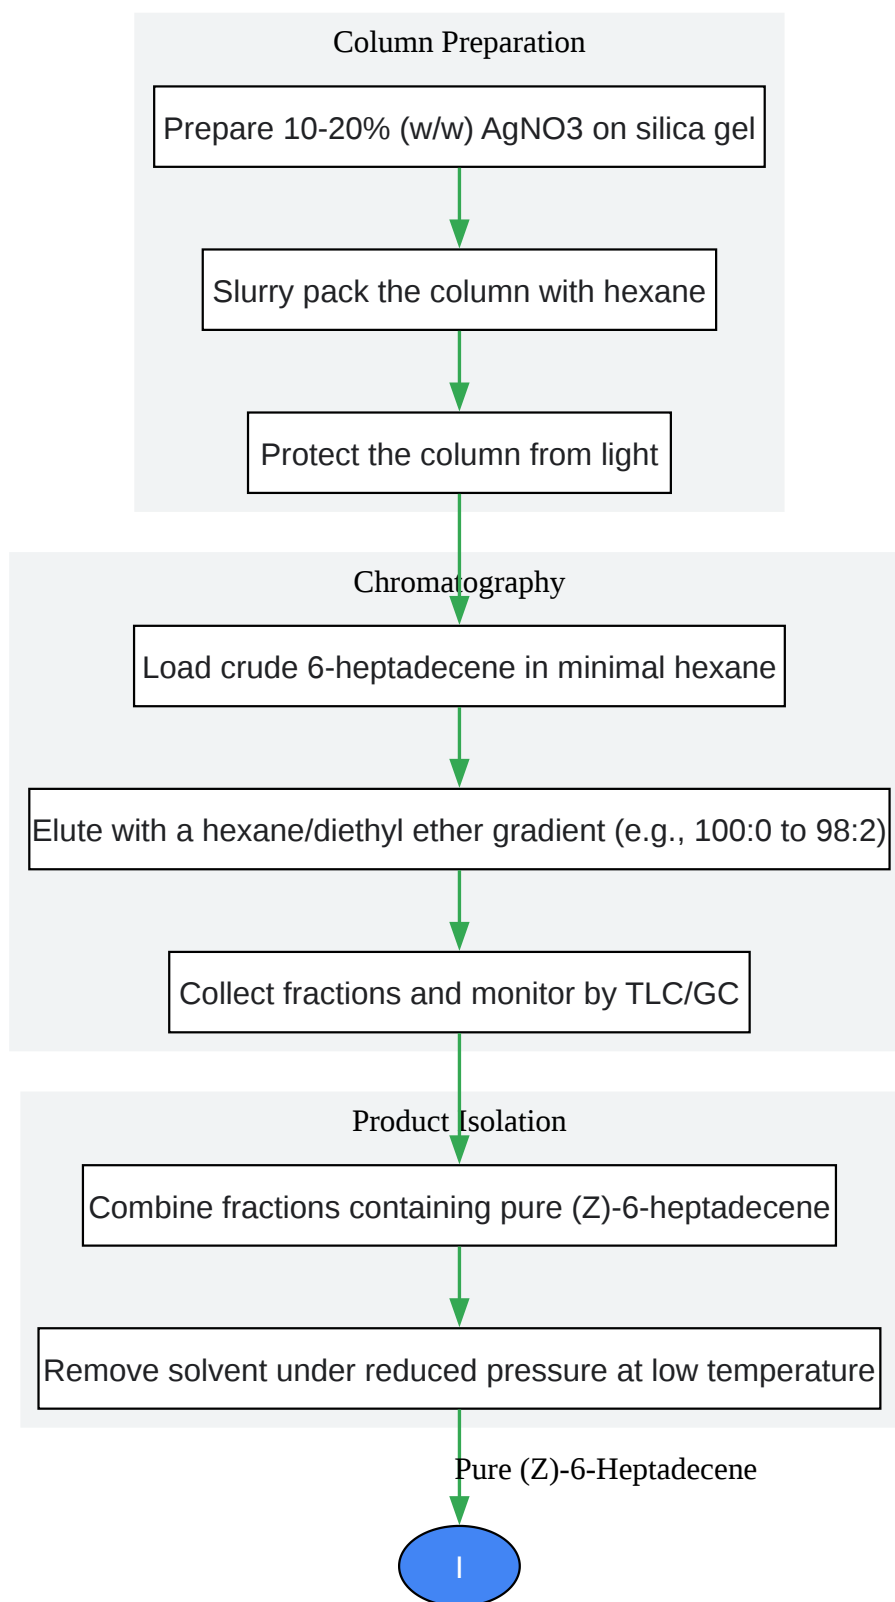 Column Preparation
Prepare 10-20% (w/w) AgNO3 on silica gel
Slurry pack the column with hexane
Protect the column from light
Chromatography
Load crude 6-heptadecene in minimal hexane
Elute with a hexane/diethyl ether gradient (e.g., 100:0 to 98:2)
Collect fractions and monitor by TLC/GC
Product Isolation
Combine fractions containing pure (Z)-6-heptadecene
Remove solvent under reduced pressure at low temperature
Pure (Z)-6-Heptadecene
I